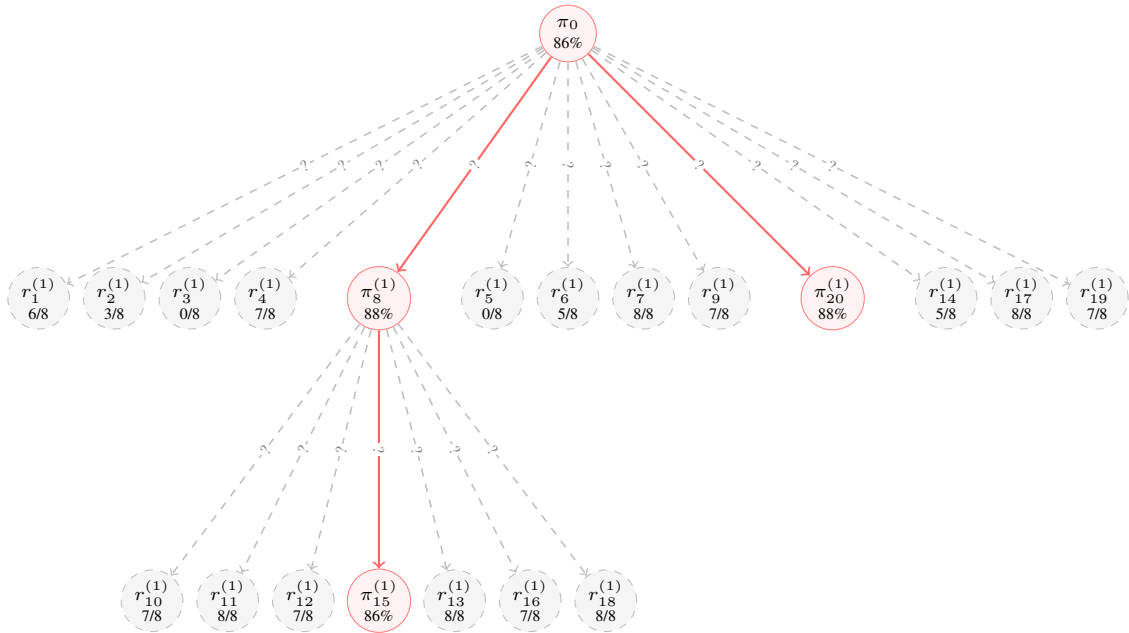 π₀
86%
? ? ? ? ? ? ? ? ? ? ? ? ?
r₁⁽¹⁾ r₂⁽¹⁾ r₃⁽¹⁾ r₄⁽¹⁾ π₈⁽¹⁾ r₅⁽¹⁾ r₆⁽¹⁾ r₇⁽¹⁾ r₉⁽¹⁾ π₂₀⁽¹⁾ r₁₄⁽¹⁾ r₁₇⁽¹⁾ r₁₉⁽¹⁾
6/8 3/8 0/8 7/8 88% 0/8 5/8 8/8 7/8 88% 5/8 8/8 7/8
? ? ? ? ? ? ?
r₁₀⁽¹⁾ r₁₁⁽¹⁾ r₁₂⁽¹⁾ π₁₅⁽¹⁾ r₁₃⁽¹⁾ r₁₆⁽¹⁾ r₁₈⁽¹⁾
7/8 8/8 7/8 86% 8/8 7/8 8/8